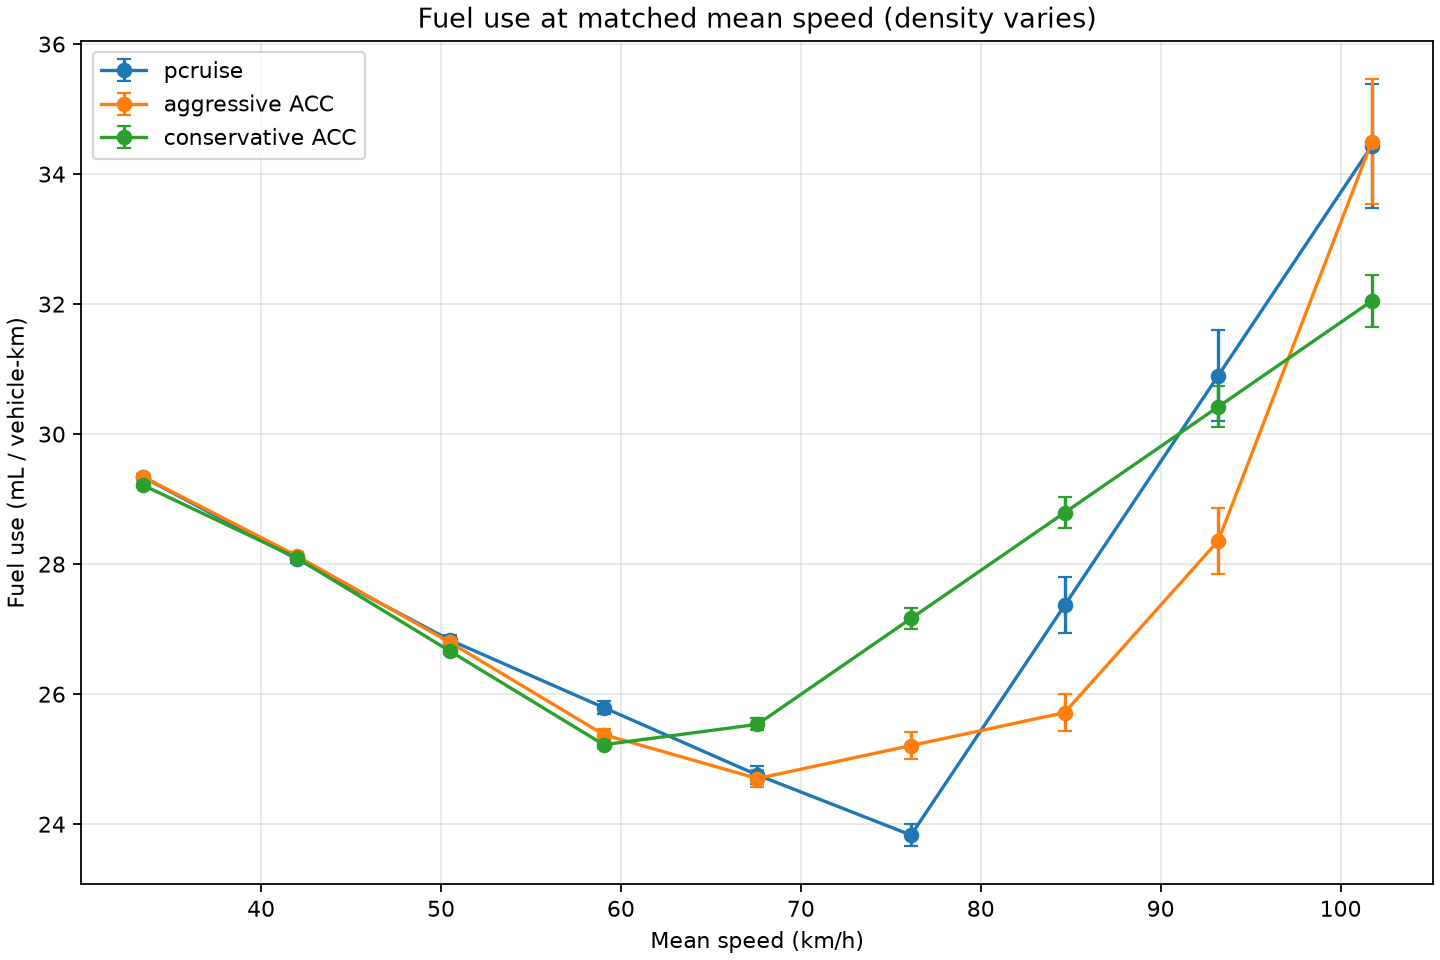 Fuel use at matched mean speed (density varies)
pcruise
aggressive ACC
conservative ACC
Fuel use (mL / vehicle-km)
36
34
32
30
28
26
24
40 50 60 70 80 90 100
Mean speed (km/h)